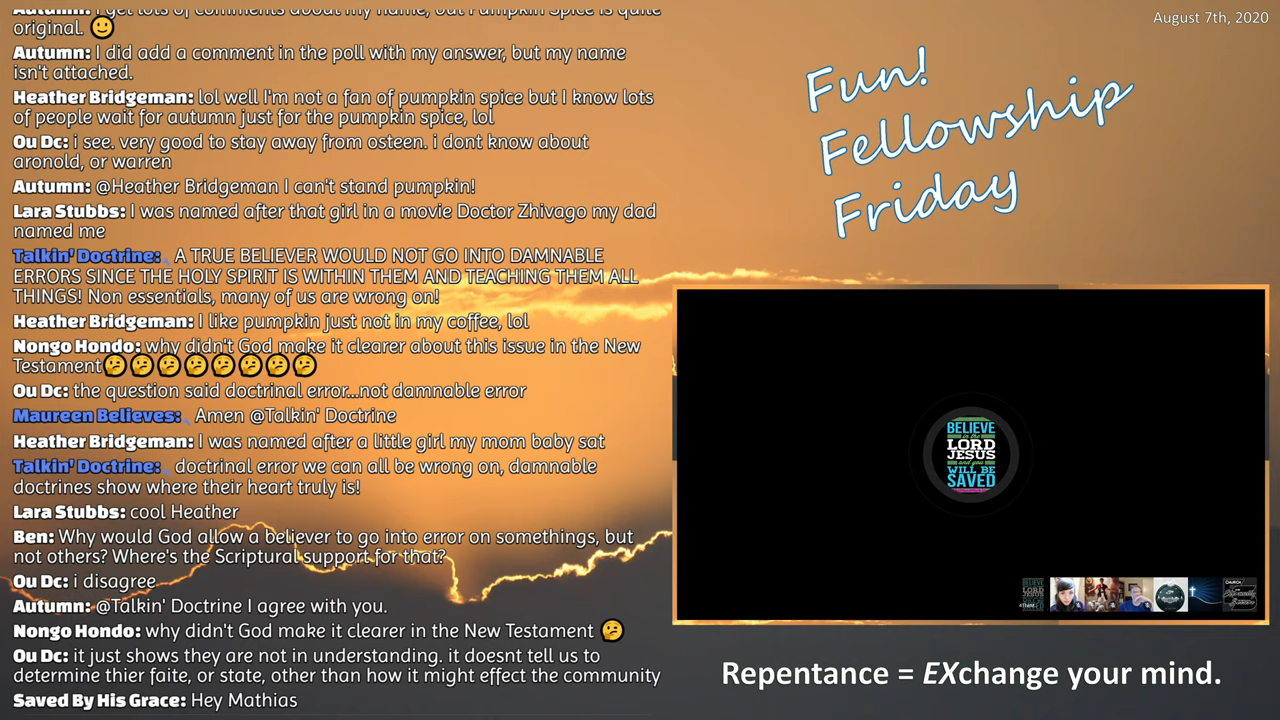 Autumn: I get lots of comments about my name, but Pumpkin Spice is quite
original. 🙂
Autumn: I did add a comment in the poll with my answer, but my name
isn't attached.
Heather Bridgeman: lol well I'm not a fan of pumpkin spice but I know lots
of people wait for autumn just for the pumpkin spice, lol
Ou Dc: i see. very good to stay away from osteen. i dont know about
aronold, or warren
Autumn: @Heather Bridgeman I can't stand pumpkin!
Lara Stubbs: I was named after that girl in a movie Doctor Zhivago my dad
named me
Talkin' Doctrine: A TRUE BELIEVER WOULD NOT GO INTO DAMNABLE
ERRORS SINCE THE HOLY SPIRIT IS WITHIN THEM AND TEACHING THEM ALL
THINGS! Non essentials, many of us are wrong on!
Heather Bridgeman: I like pumpkin just not in my coffee, lol
Nongo Hondo: why didn't God make it clearer about this issue in the New
Testament🤔🤔🤔🤔🤔🤔🤔🤔
Ou Dc: the question said doctrinal error...not damnable error
Maureen Believes: Amen @Talkin' Doctrine
Heather Bridgeman: I was named after a little girl my mom baby sat
Talkin' Doctrine: doctrinal error we can all be wrong on, damnable
doctrines show where their heart truly is!
Lara Stubbs: cool Heather
Ben: Why would God allow a believer to go into error on somethings, but
not others? Where's the Scriptural support for that?
Ou Dc: i disagree
Autumn: @Talkin' Doctrine I agree with you.
Nongo Hondo: why didn't God make it clearer in the New Testament 🤔
Ou Dc: it just shows they are not in understanding. it doesnt tell us to
determine thier faite, or state, other than how it might effect the community
Saved By His Grace: Hey Mathias
August 7th, 2020
Fun!
Fellowship
Friday
BELIEVE
in the
LORD
JESUS
and you
WILL BE
SAVED
Repentance = EXchange your mind.